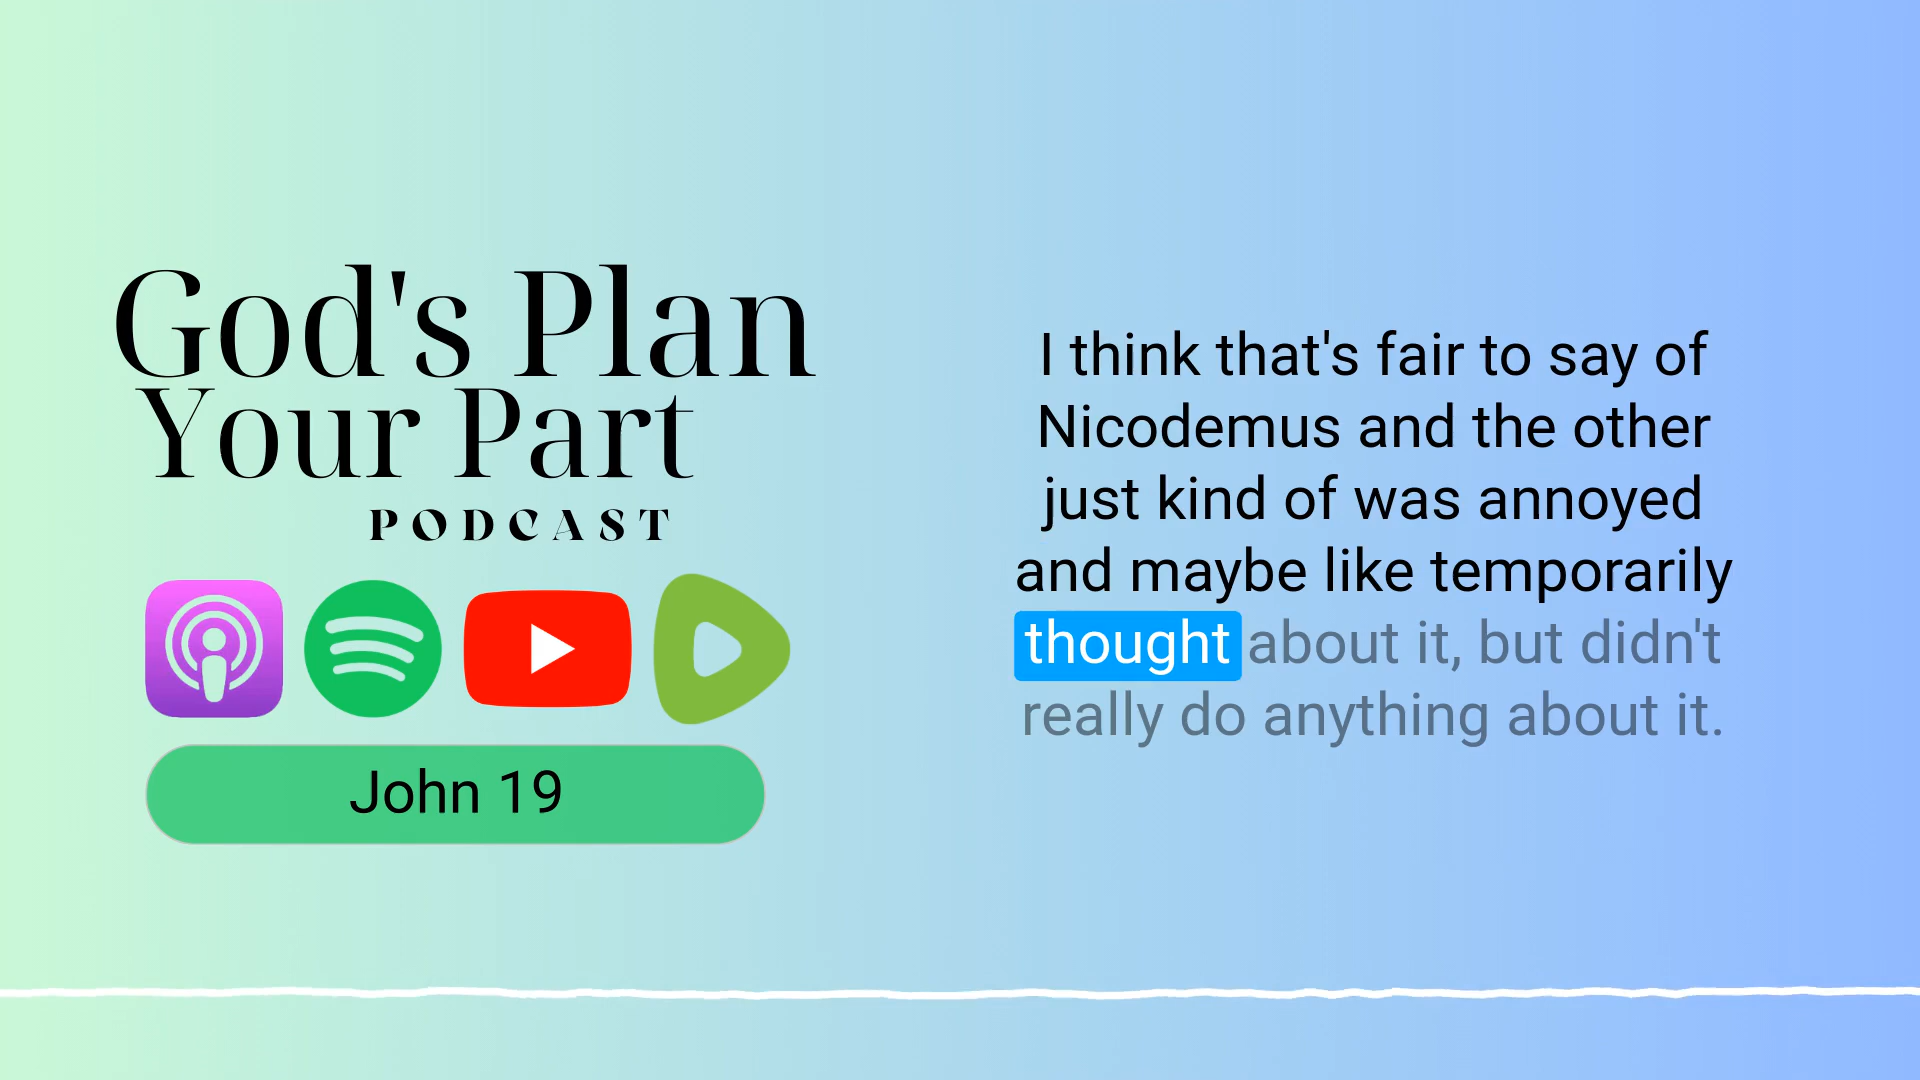 God's Plan
Your Part
PODCAST
John 19
I think that's fair to say of
Nicodemus and the other
just kind of was annoyed
and maybe like temporarily
thought about it, but didn't
really do anything about it.